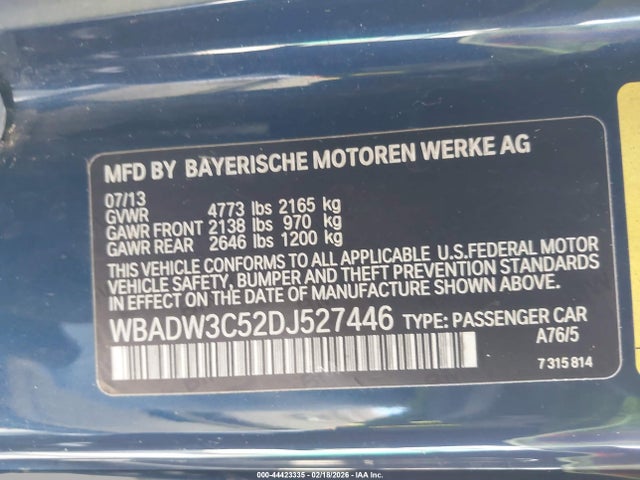 MFD BY BAYERISCHE MOTOREN WERKE AG
07/13
GVWR 4773 lbs 2165 kg
GAWR FRONT 2138 lbs 970 kg
GAWR REAR 2646 lbs 1200 kg
THIS VEHICLE CONFORMS TO ALL APPLICABLE U.S.FEDERAL MOTOR
VEHICLE SAFETY, BUMPER AND THEFT PREVENTION STANDARDS
IN EFFECT ON THE DATE OF MANUFACTURE SHOWN ABOVE.
WBADW3C52DJ527446 TYPE: PASSENGER CAR
A76/5
7 315 814
000-44423335 - 02/18/2026 - IAA Inc.